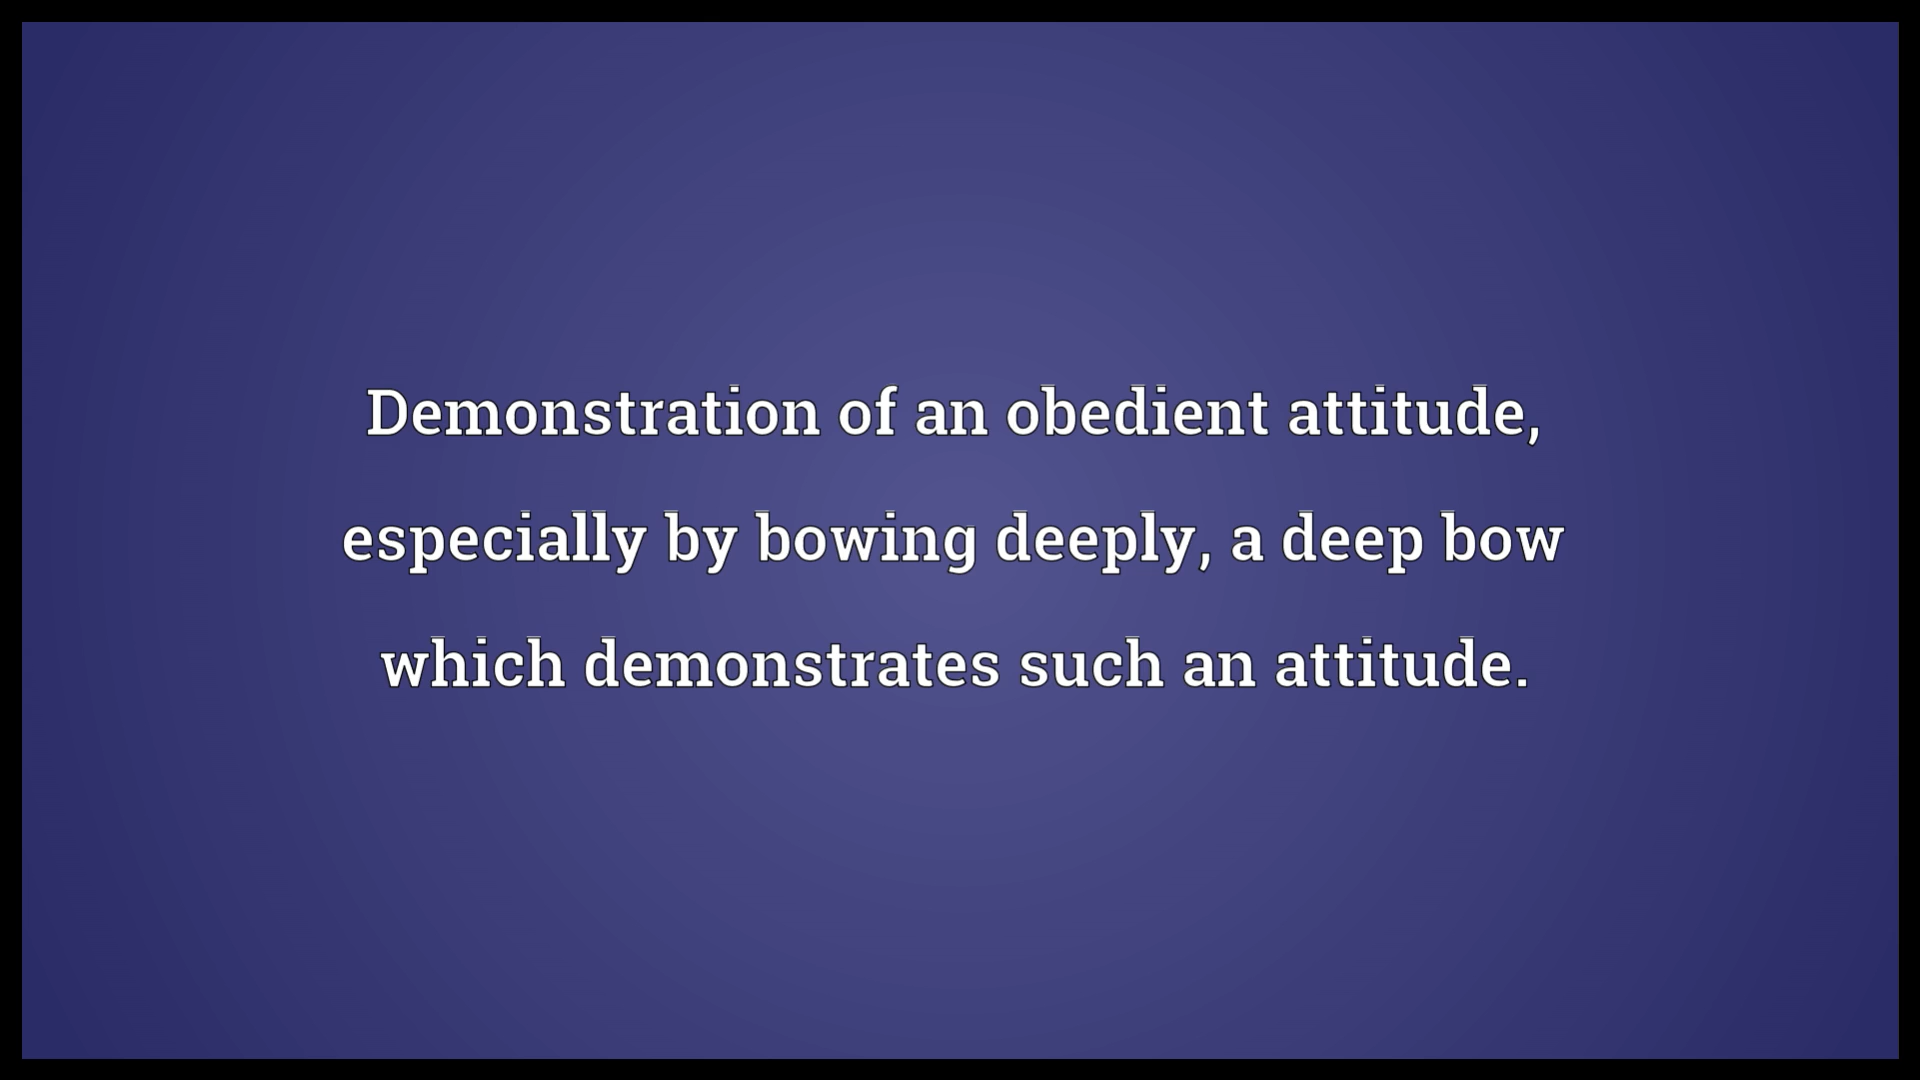 Demonstration of an obedient attitude,
especially by bowing deeply, a deep bow
which demonstrates such an attitude.